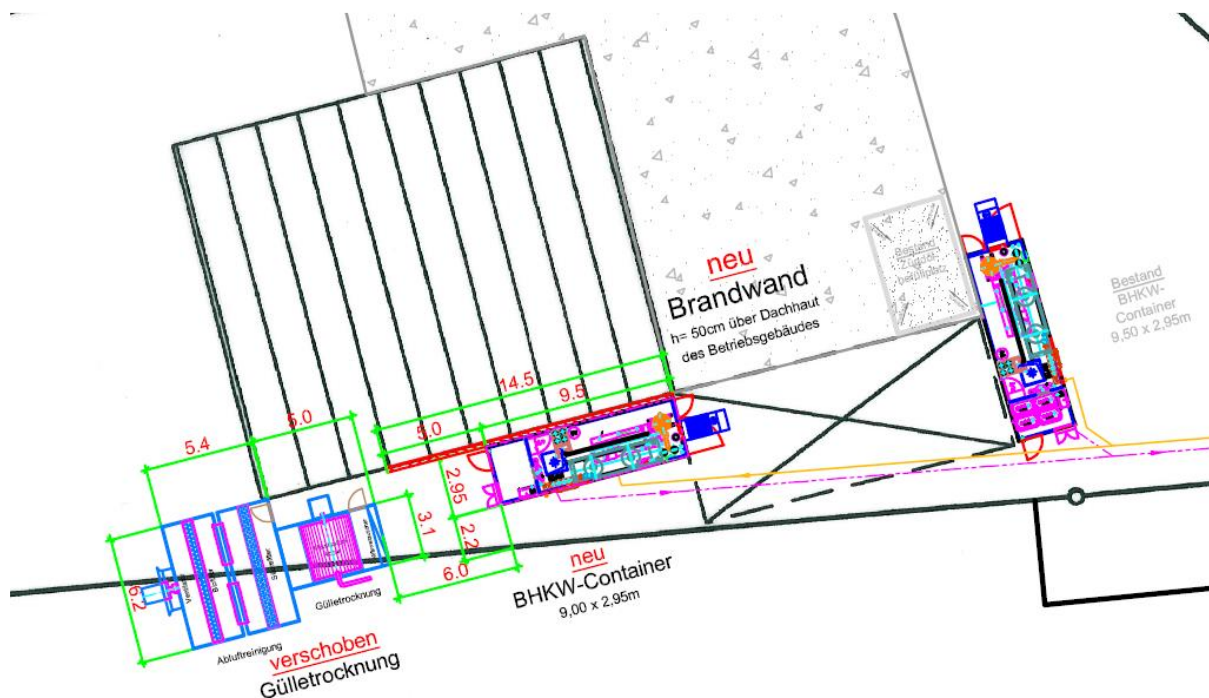 neu
Brandwand
h= 50cm über Dachhaut
des Betriebsgebäudes
Bestand
Zündöl-
Bestand
BHKW-
Container
9,50 x 2,95m
14.5
9.5
5.0
5.0
5.4
2.95
2.2
3.1
6.0
6.2
neu
BHKW-Container
9,00 x 2,95m
Gülletrocknung
Abluftreinigung
verschoben
Gülletrocknung